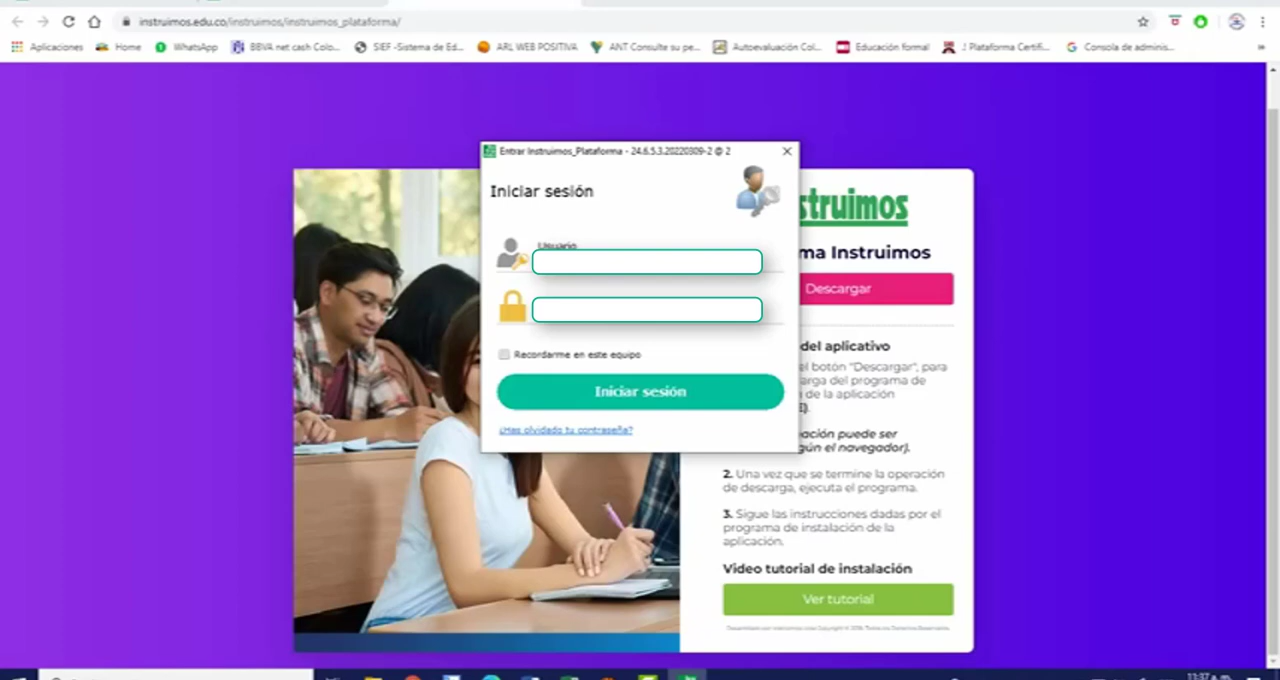 instruimos.edu.co/instruimos/instruimos_plataforma/
Aplicaciones
Home
WhatsApp
BBVA net cash Colo...
SIEF -Sistema de Ed...
ARL WEB POSITIVA
ANT Consulte su pe...
Autoevaluación Col...
Educación formal
Plataforma Certifi...
Consola de adminis...
»
Entrar Instruimos_Plataforma - 24.6.5.3.20220309-2 @ 2
Iniciar sesión
Usuario
Recordarme en este equipo
Iniciar sesión
¿Has olvidado tu contraseña?
struimos
ma Instruimos
Descargar
del aplicativo
el botón "Descargar", para
arga del programa de
de la aplicación
ación puede ser
gún el navegador).
2. Una vez que se termine la operación
de descarga, ejecuta el programa.
3. Sigue las instrucciones dadas por el
programa de instalación de la
aplicación.
Video tutorial de instalación
Ver tutorial